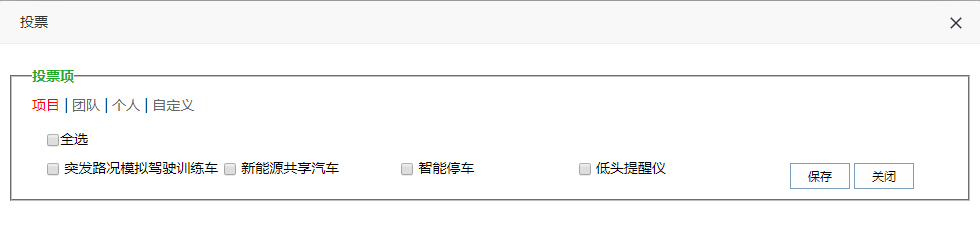 投票
投票项
项目 | 团队 | 个人 | 自定义
全选
突发路况模拟驾驶训练车 新能源共享汽车 智能停车 低头提醒仪 保存 关闭